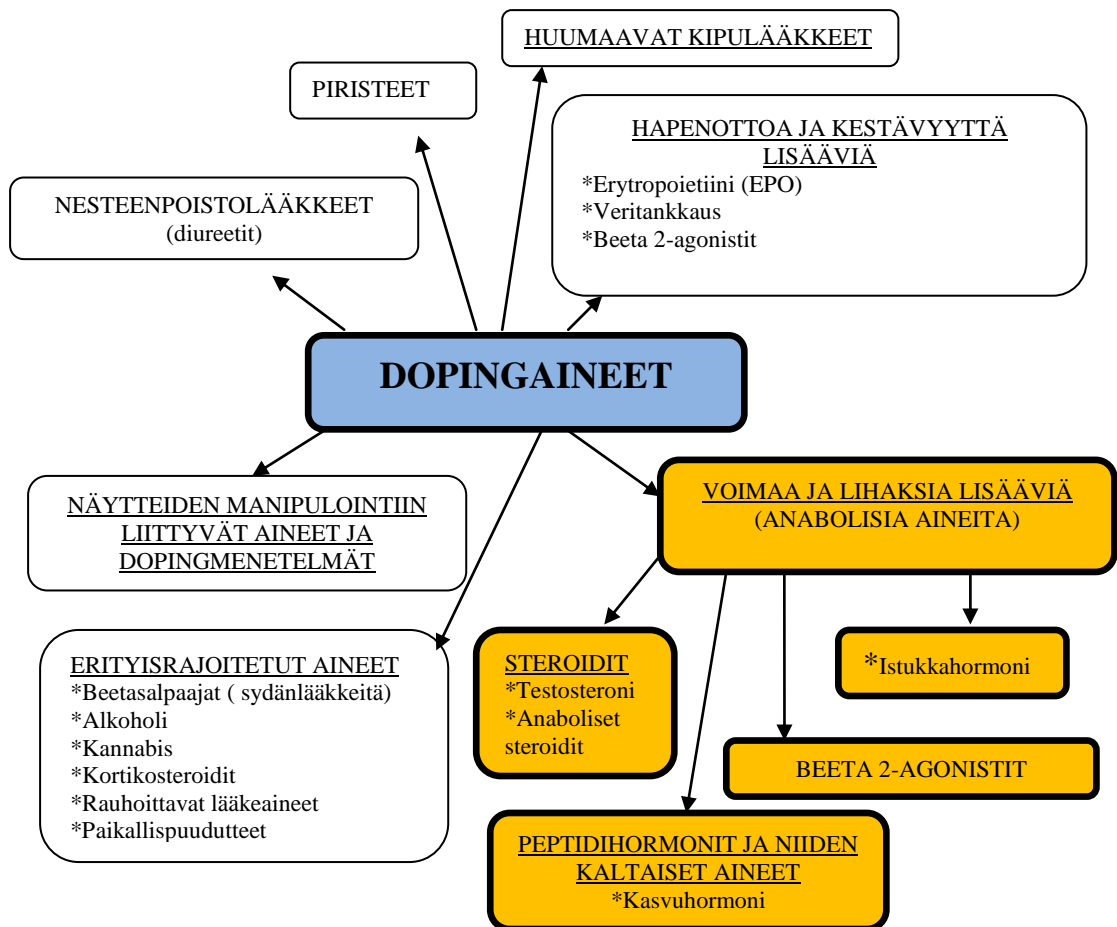 HUUMAAVAT KIPULÄÄKKEET
PIRISTEET
HAPENOTTOA JA KESTÄVYYTTÄ
LISÄÄVIÄ
*Erytropoietiini (EPO)
*Veritankkaus
*Beeta 2-agonistit
NESTEENPOISTOLÄÄKKEET
(diureetit)
DOPINGAINEET
NÄYTTEIDEN MANIPULOINTIIN
LIITTYVÄT AINEET JA
DOPINGMENETELMÄT
VOIMAA JA LIHAKSIA LISÄÄVIÄ
(ANABOLISIA AINEITA)
ERITYISRAJOITETUT AINEET
*Beetasalpaajat ( sydänlääkkeitä)
*Alkoholi
*Kannabis
*Kortikosteroidit
*Rauhoittavat lääkeaineet
*Paikallispuudutteet
STEROIDIT
*Testosteroni
*Anaboliset
steroidit
*Istukkahormoni
BEETA 2-AGONISTIT
PEPTIDIHORMONIT JA NIIDEN
KALTAISET AINEET
*Kasvuhormoni